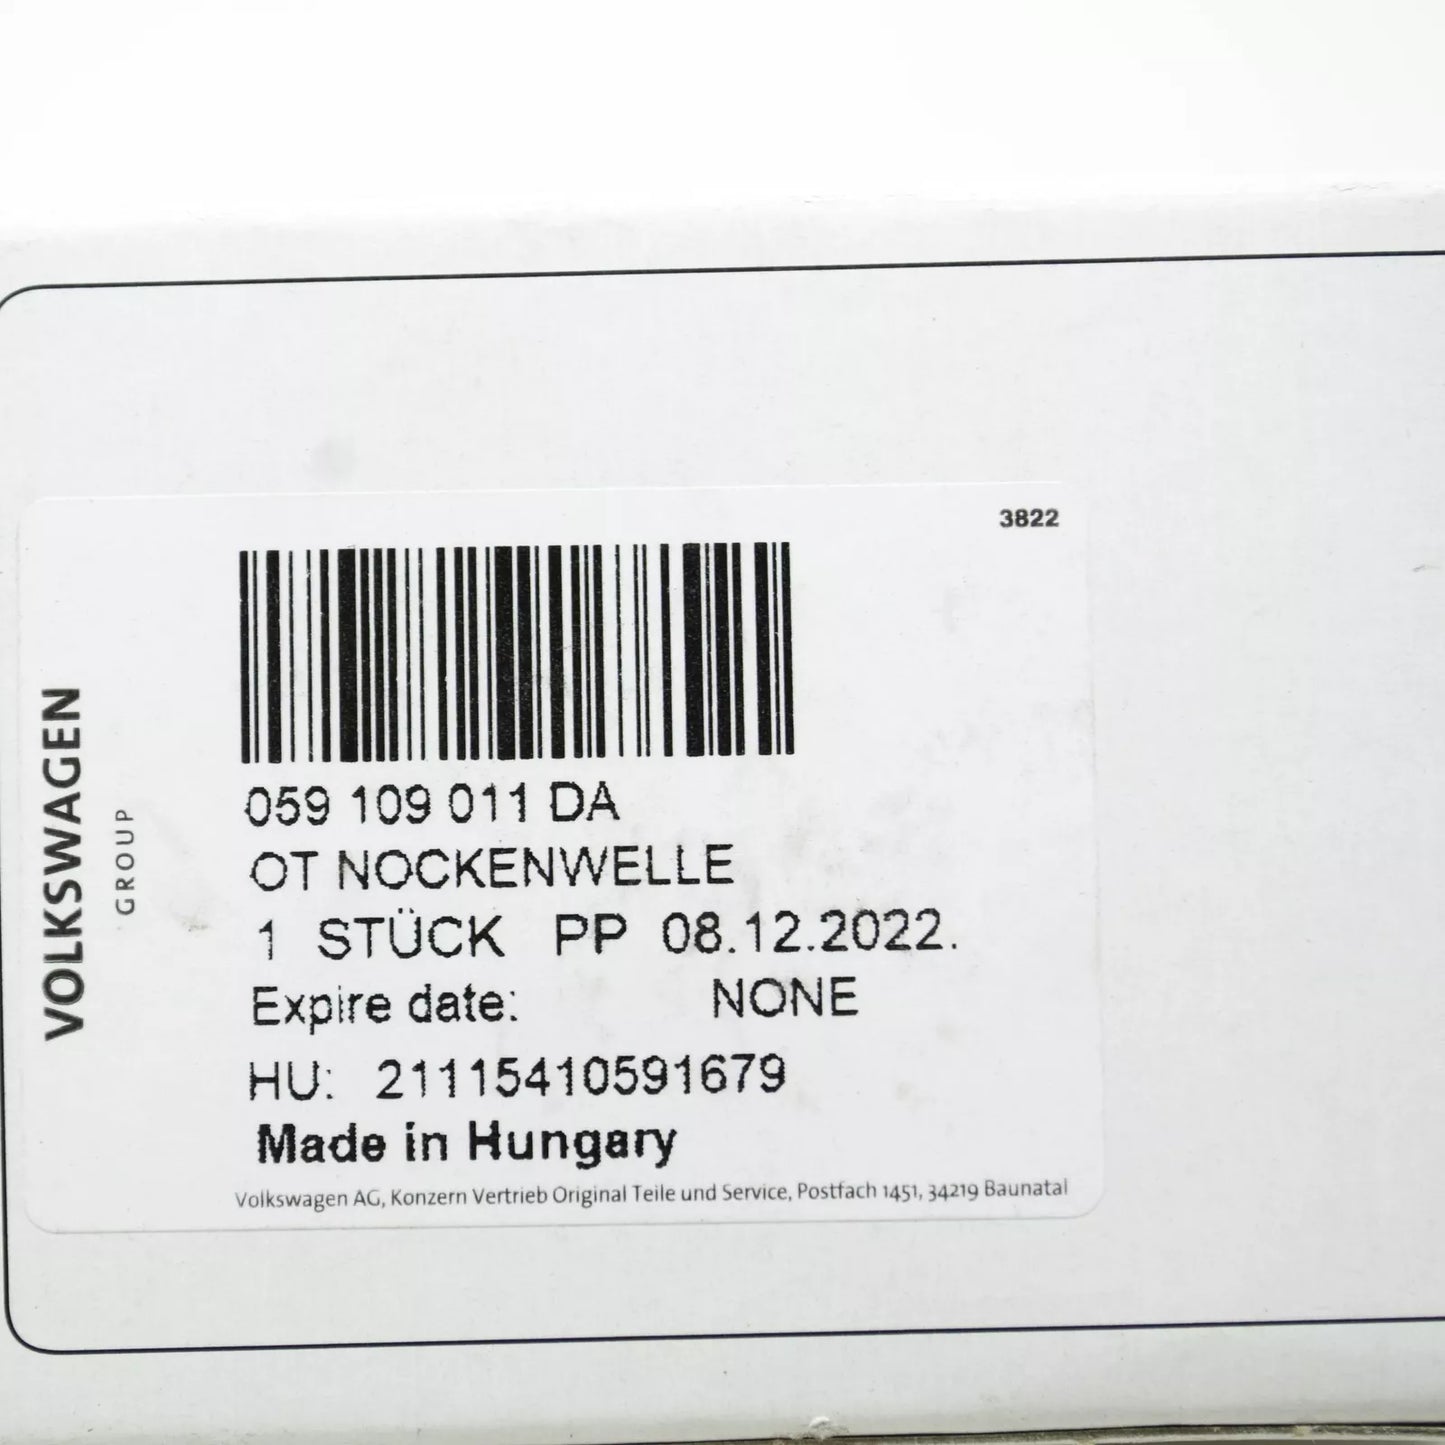 3822
VOLKSWAGEN
GROUP
059 109 011 DA
OT NOCKENWELLE
1 STÜCK PP 08.12.2022.
Expire date: NONE
HU: 21115410591679
Made in Hungary
Volkswagen AG, Konzern Vertrieb Original Teile und Service, Postfach 1451, 34219 Baunatal